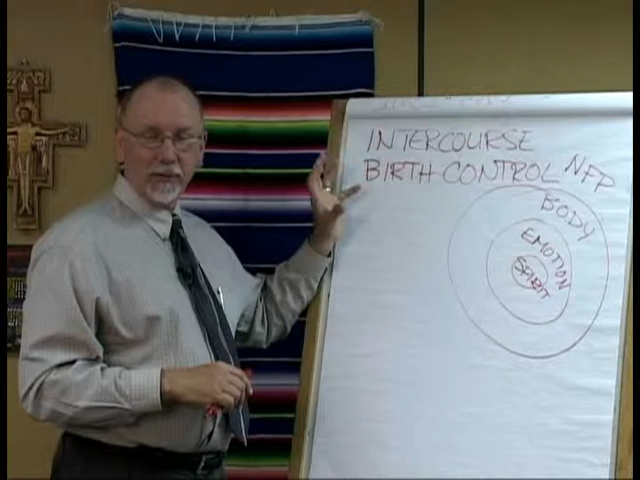 INTERCOURSE
BIRTH CONTROL NFP
BODY
EMOTION
SPIRIT